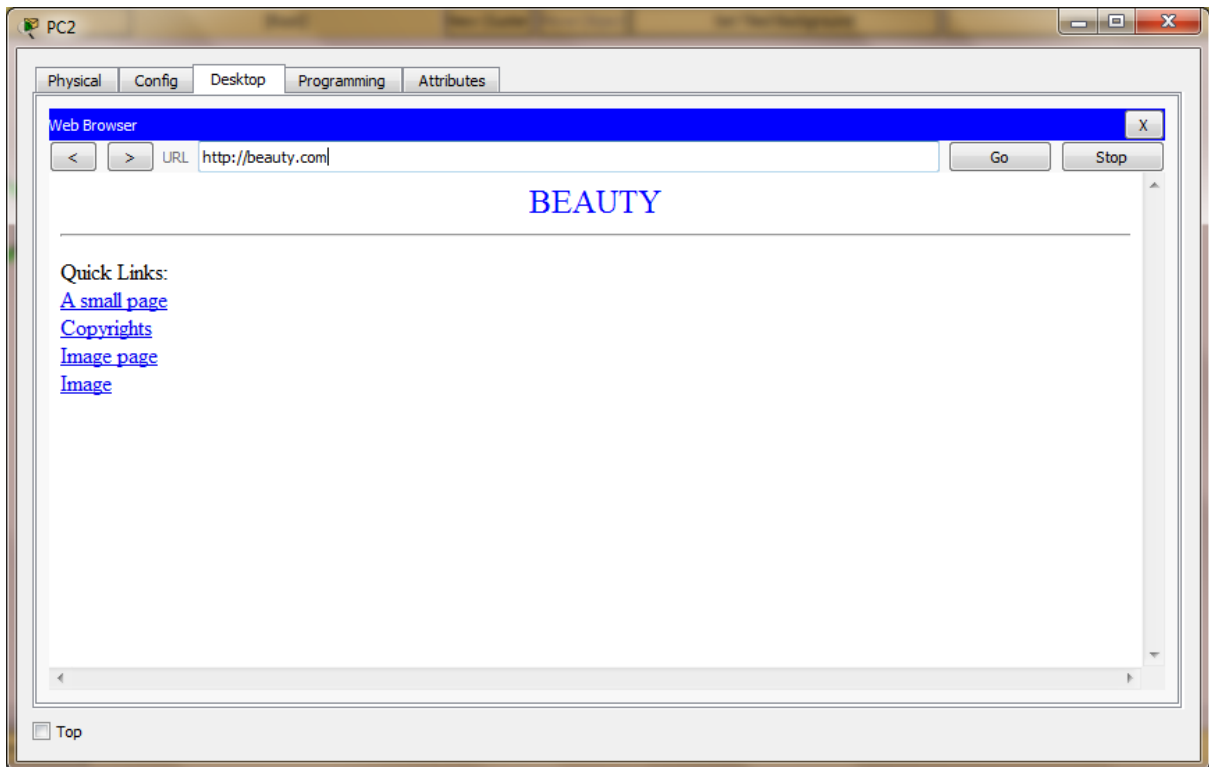 PC2
Physical Config Desktop Programming Attributes
Web Browser X
< > URL http://beauty.com Go Stop
BEAUTY
Quick Links:
A small page
Copyrights
Image page
Image
Top